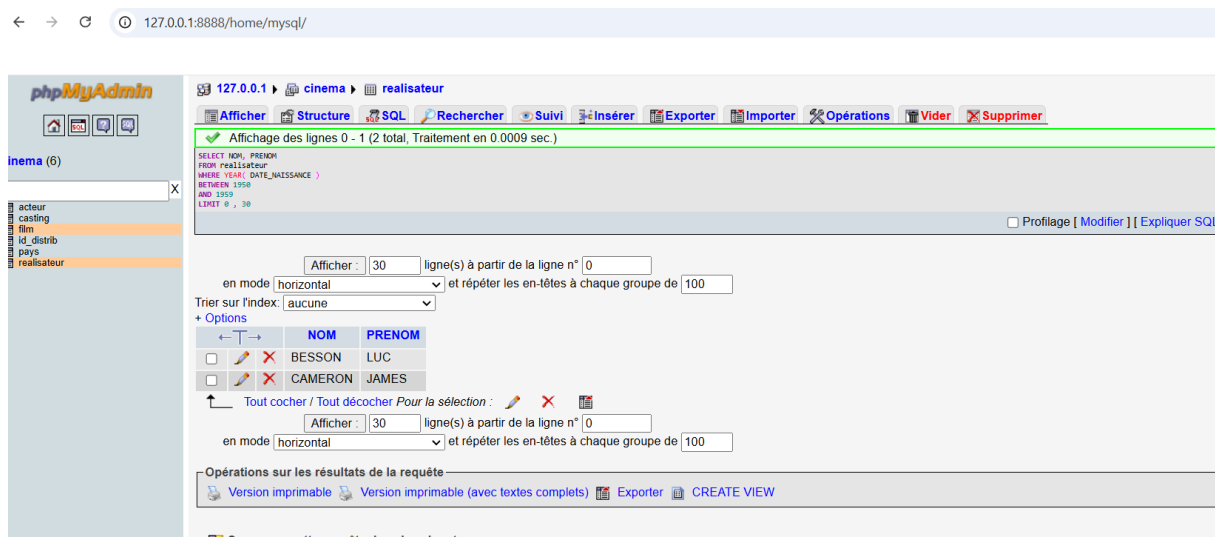 127.0.0.1:8888/home/mysql/
phpMyAdmin
SQL
inema (6)
X
acteur
casting
film
id_distrib
pays
realisateur
127.0.0.1 cinema realisateur
Afficher Structure SQL Rechercher Suivi Insérer Exporter Importer Opérations Vider Supprimer
Affichage des lignes 0 - 1 (2 total, Traitement en 0.0009 sec.)
SELECT NOM, PRENOM
FROM realisateur
WHERE YEAR( DATE_NAISSANCE )
BETWEEN 1950
AND 1959
LIMIT 0 , 30
Profilage [ Modifier ] [ Expliquer SQL
Afficher : 30 ligne(s) à partir de la ligne n° 0
en mode horizontal et répéter les en-têtes à chaque groupe de 100
Trier sur l'index: aucune
+ Options
←T→ NOM PRENOM
BESSON LUC
CAMERON JAMES
Tout cocher / Tout décocher Pour la sélection :
Afficher : 30 ligne(s) à partir de la ligne n° 0
en mode horizontal et répéter les en-têtes à chaque groupe de 100
Opérations sur les résultats de la requête
Version imprimable Version imprimable (avec textes complets) Exporter CREATE VIEW